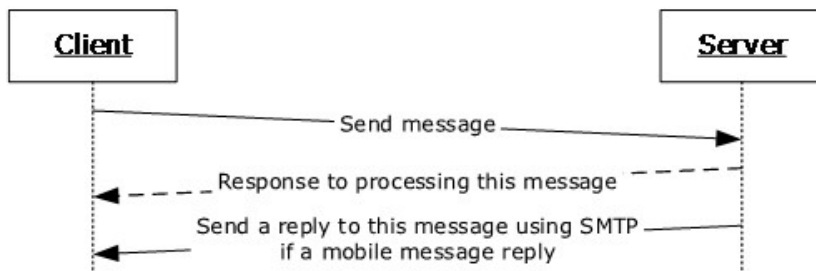 Client
Server
Send message
Response to processing this message
Send a reply to this message using SMTP
if a mobile message reply